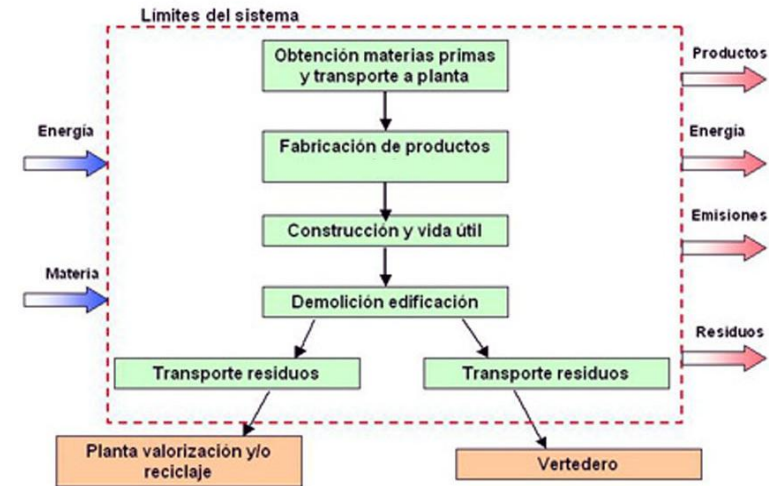 Límites del sistema
Obtención materias primas
y transporte a planta
Productos
Energía
Fabricación de productos
Energía
Construcción y vida útil
Emisiones
Materia
Demolición edificación
Residuos
Transporte residuos
Transporte residuos
Planta valorización y/o
reciclaje
Vertedero